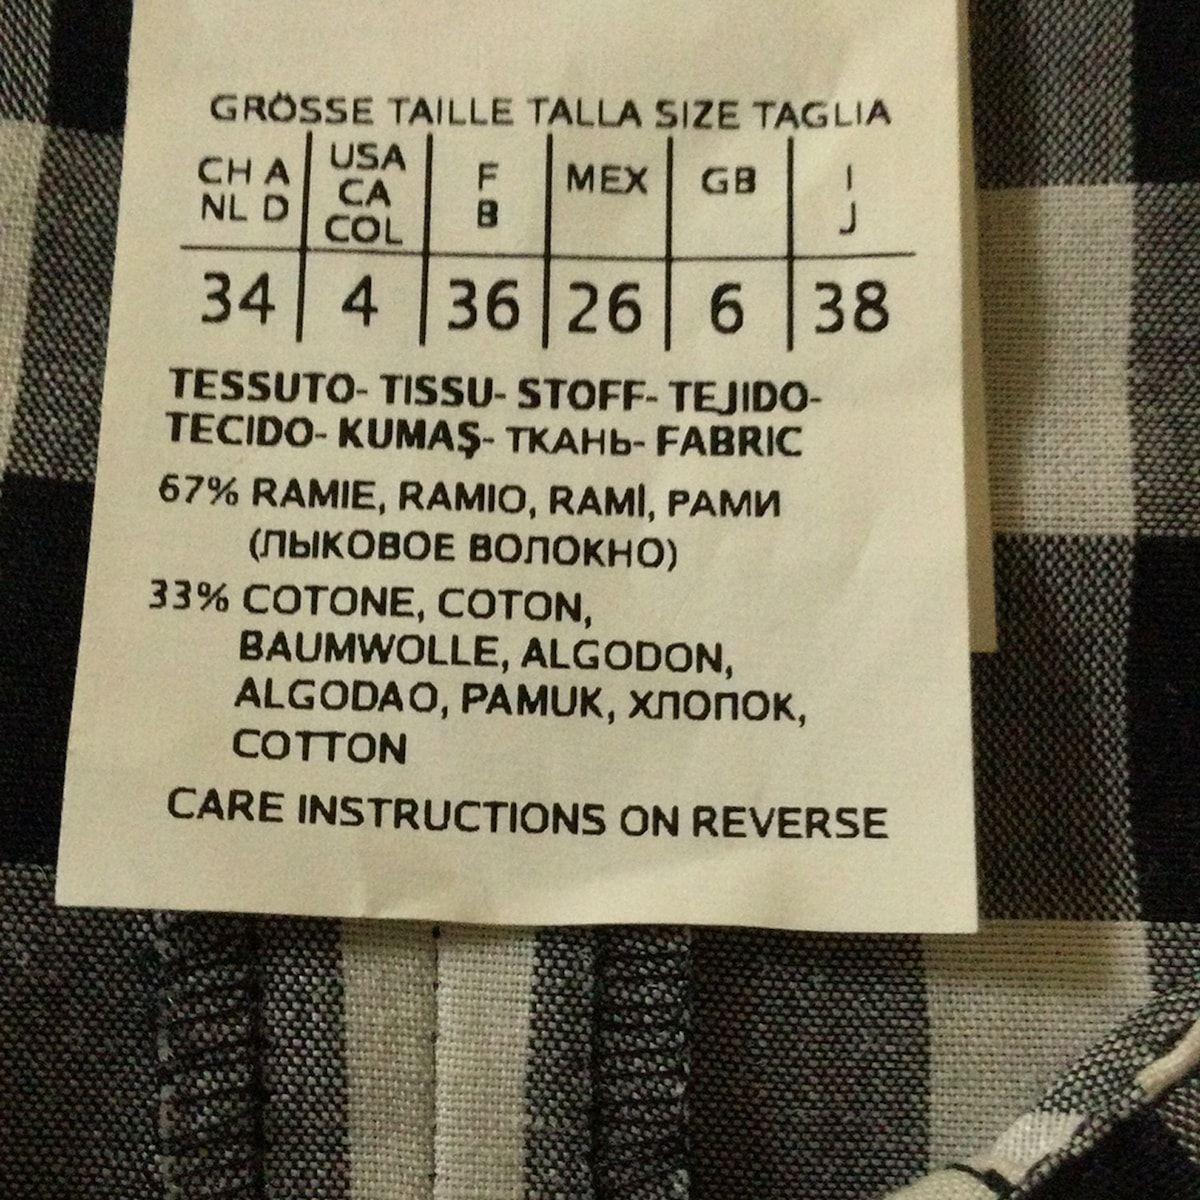 GRÖSSE TAILLE TALLA SIZE TAGLIA
CH A NL D | USA CA COL | F B | MEX | GB | I J
34 | 4 | 36 | 26 | 6 | 38
TESSUTO- TISSU- STOFF- TEJIDO-
TECIDO- KUMAŞ- ТКАНЬ- FABRIC
67% RAMIE, RAMIO, RAMİ, РАМИ
(ЛЫКОВОЕ ВОЛОКНО)
33% COTONE, COTON,
BAUMWOLLE, ALGODON,
ALGODAO, PAMUK, ХЛОПОК,
COTTON
CARE INSTRUCTIONS ON REVERSE